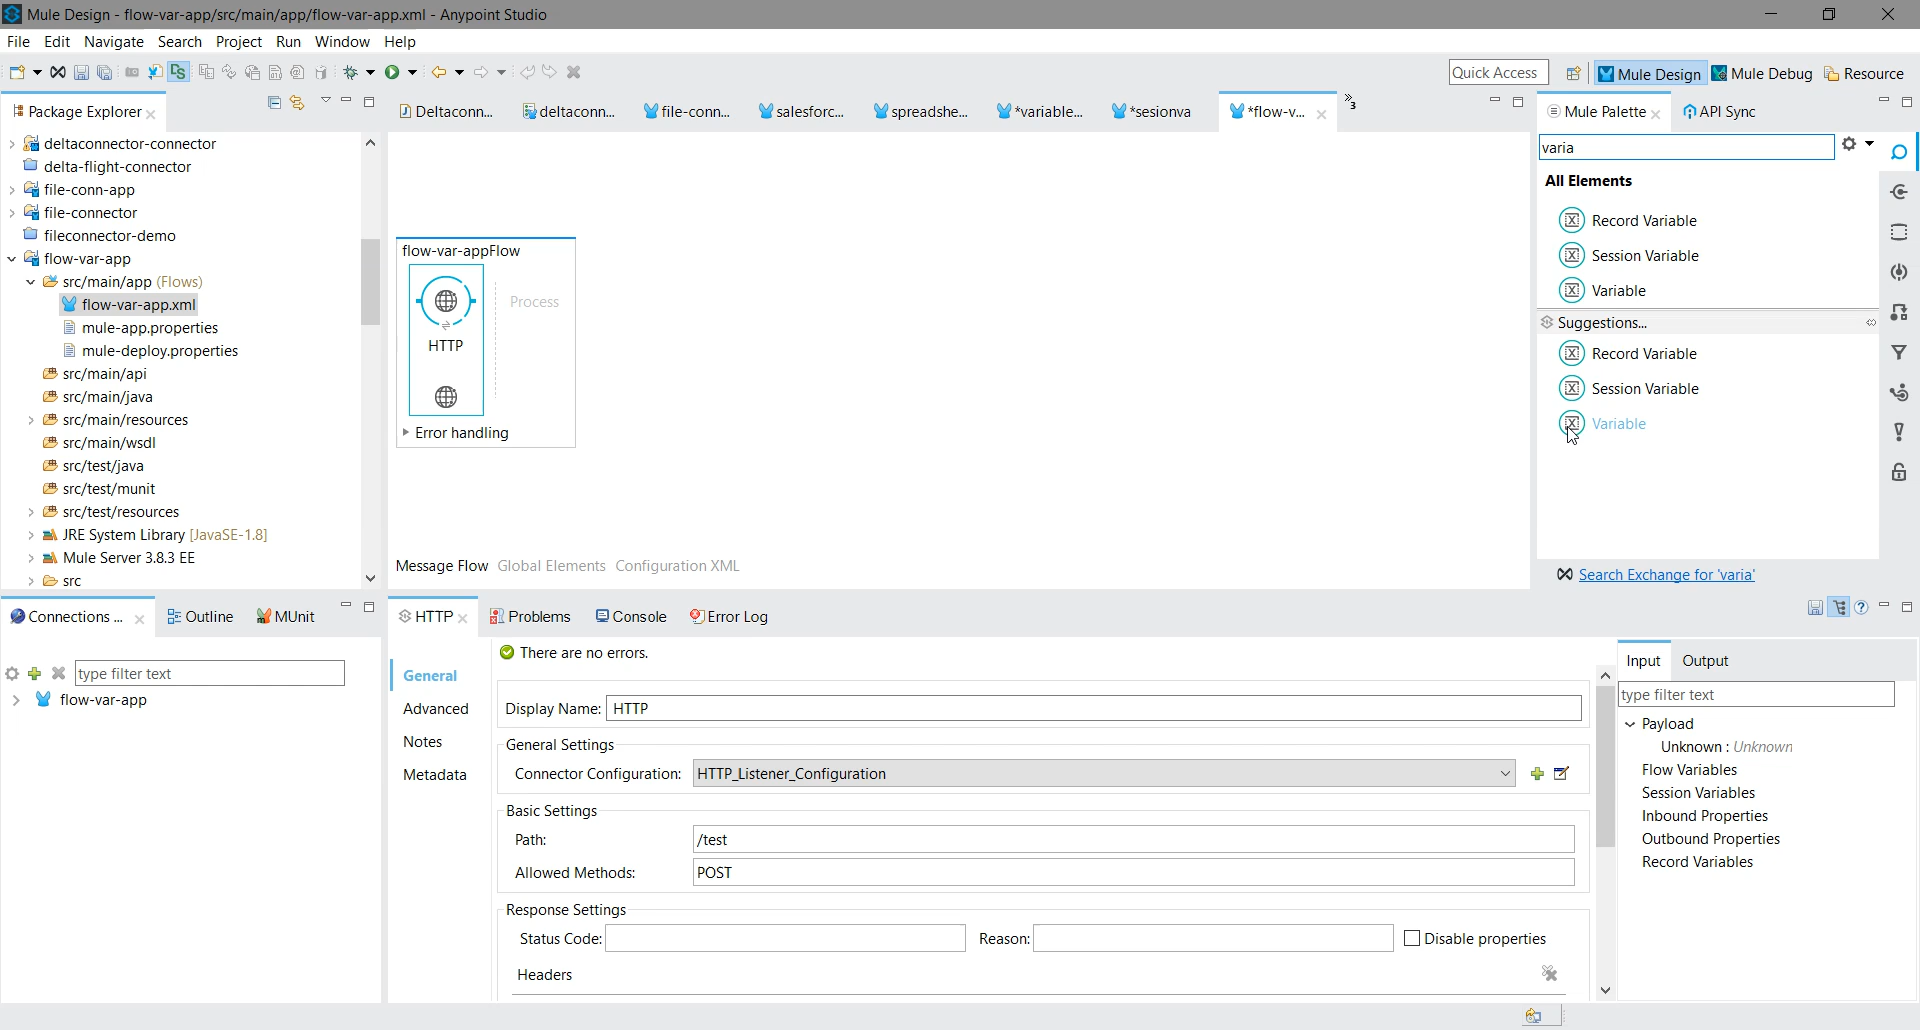 Mule Design - flow-var-app/src/main/app/flow-var-app.xml - Anypoint Studio
File Edit Navigate Search Project Run Window Help
Quick Access
Mule Design
Mule Debug
Resource
Package Explorer
Deltaconn...
deltaconn...
file-conn...
salesforc...
spreadshe...
*variable...
*sesionva
*flow-v...
3
Mule Palette
API Sync
deltaconnector-connector
delta-flight-connector
file-conn-app
file-connector
fileconnector-demo
flow-var-app
src/main/app (Flows)
flow-var-app.xml
mule-app.properties
mule-deploy.properties
src/main/api
src/main/java
src/main/resources
src/main/wsdl
src/test/java
src/test/munit
src/test/resources
JRE System Library [JavaSE-1.8]
Mule Server 3.8.3 EE
src
flow-var-appFlow
HTTP
Process
Error handling
Message Flow Global Elements Configuration XML
varia
All Elements
Record Variable
Session Variable
Variable
Suggestions...
Record Variable
Session Variable
Variable
Search Exchange for 'varia'
Connections ...
Outline
MUnit
type filter text
flow-var-app
HTTP
Problems
Console
Error Log
There are no errors.
General
Advanced
Notes
Metadata
Display Name: HTTP
General Settings
Connector Configuration: HTTP_Listener_Configuration
Basic Settings
Path: /test
Allowed Methods: POST
Response Settings
Status Code:
Reason:
Disable properties
Headers
Input
Output
type filter text
Payload
Unknown : Unknown
Flow Variables
Session Variables
Inbound Properties
Outbound Properties
Record Variables